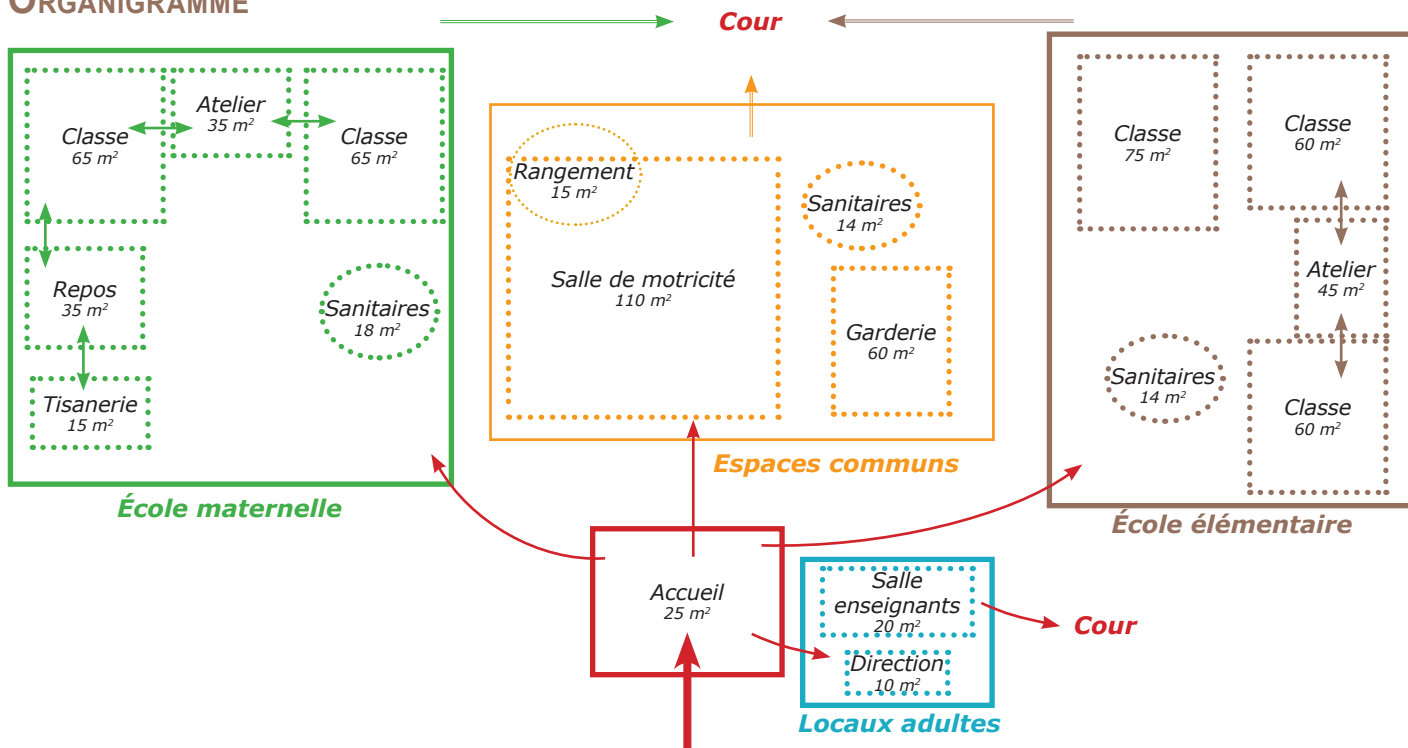 ORGANIGRAMME
Cour
Classe
65 m²
Atelier
35 m²
Classe
65 m²
Repos
35 m²
Sanitaires
18 m²
Tisanerie
15 m²
École maternelle
Rangement
15 m²
Sanitaires
14 m²
Salle de motricité
110 m²
Garderie
60 m²
Espaces communs
Classe
75 m²
Classe
60 m²
Atelier
45 m²
Sanitaires
14 m²
Classe
60 m²
École élémentaire
Accueil
25 m²
Salle
enseignants
20 m²
Direction
10 m²
Locaux adultes
Cour